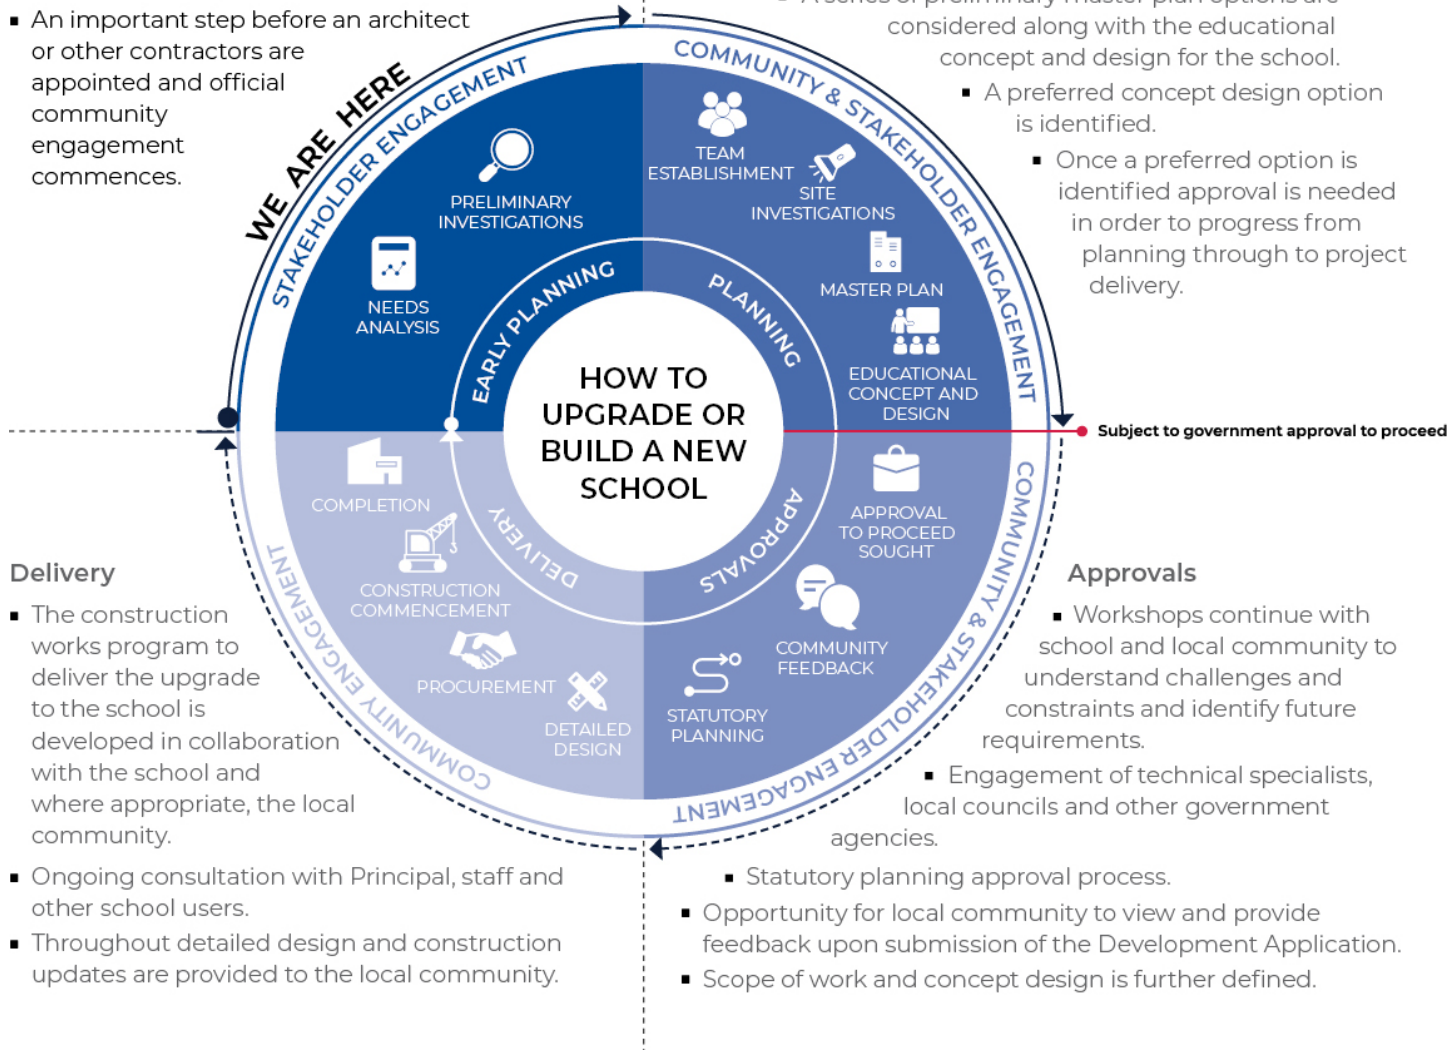 ▪ An important step before an architect
or other contractors are
appointed and official
community
engagement
commences.
A series of preliminary master plan options are
considered along with the educational
concept and design for the school.
▪ A preferred concept design option
is identified.
▪ Once a preferred option is
identified approval is needed
in order to progress from
planning through to project
delivery.
WE ARE HERE
STAKEHOLDER ENGAGEMENT
COMMUNITY & STAKEHOLDER ENGAGEMENT
PRELIMINARY
INVESTIGATIONS
NEEDS
ANALYSIS
EARLY PLANNING
TEAM
ESTABLISHMENT
SITE
INVESTIGATIONS
MASTER PLAN
EDUCATIONAL
CONCEPT AND
DESIGN
PLANNING
HOW TO
UPGRADE OR
BUILD A NEW
SCHOOL
Subject to government approval to proceed
APPROVAL
TO PROCEED
SOUGHT
COMMUNITY
FEEDBACK
STATUTORY
PLANNING
APPROVALS
COMMUNITY & STAKEHOLDER ENGAGEMENT
COMPLETION
CONSTRUCTION
COMMENCEMENT
PROCUREMENT
DETAILED
DESIGN
DELIVERY
COMMUNITY ENGAGEMENT
Delivery
▪ The construction
works program to
deliver the upgrade
to the school is
developed in collaboration
with the school and
where appropriate, the local
community.
▪ Ongoing consultation with Principal, staff and
other school users.
▪ Throughout detailed design and construction
updates are provided to the local community.
Approvals
▪ Workshops continue with
school and local community to
understand challenges and
constraints and identify future
requirements.
▪ Engagement of technical specialists,
local councils and other government
agencies.
▪ Statutory planning approval process.
▪ Opportunity for local community to view and provide
feedback upon submission of the Development Application.
▪ Scope of work and concept design is further defined.